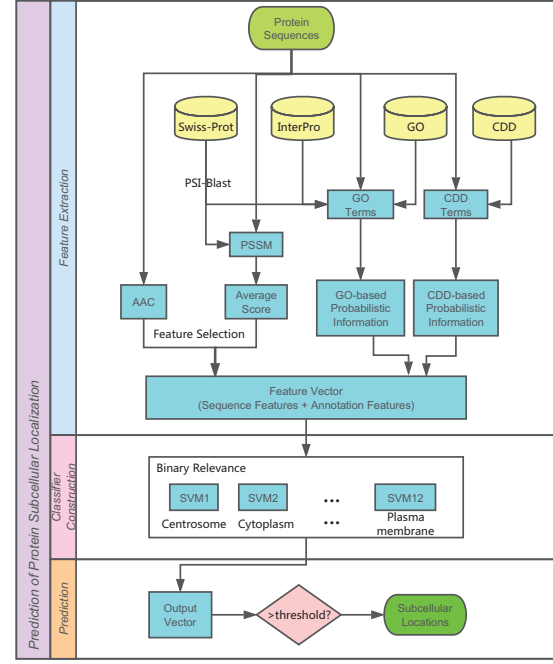 Prediction of Protein Subcellular Localization
Feature Extraction
Protein
Sequences
Swiss-Prot
InterPro
GO
CDD
PSI-Blast
GO
Terms
CDD
Terms
PSSM
AAC
Average
Score
GO-based
Probabilistic
Information
CDD-based
Probabilistic
Information
Feature Selection
Feature Vector
(Sequence Features + Annotation Features)
Classifier
Construction
Binary Relevance
SVM1
SVM2
...
SVM12
Centrosome
Cytoplasm
...
Plasma
membrane
Prediction
Output
Vector
>threshold?
Subcellular
Locations